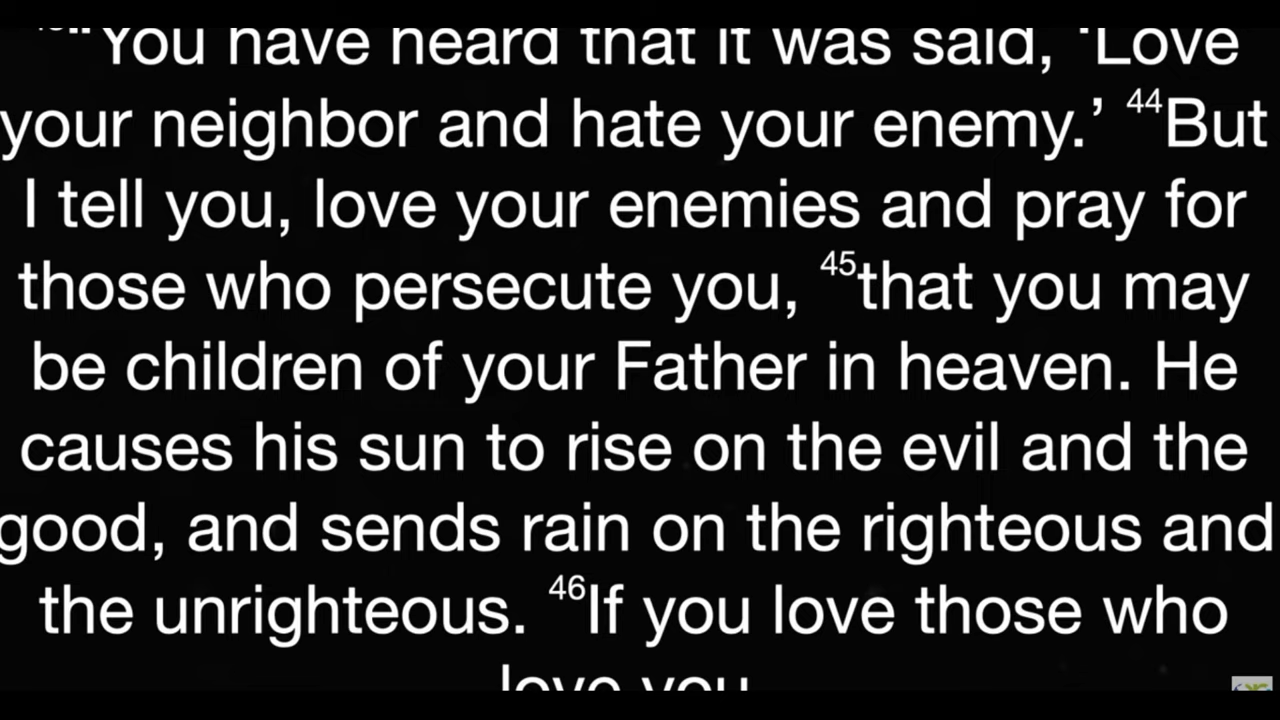 "You have heard that it was said, 'Love
your neighbor and hate your enemy.’ 44But
I tell you, love your enemies and pray for
those who persecute you, 45that you may
be children of your Father in heaven. He
causes his sun to rise on the evil and the
good, and sends rain on the righteous and
the unrighteous. 46If you love those who
love you